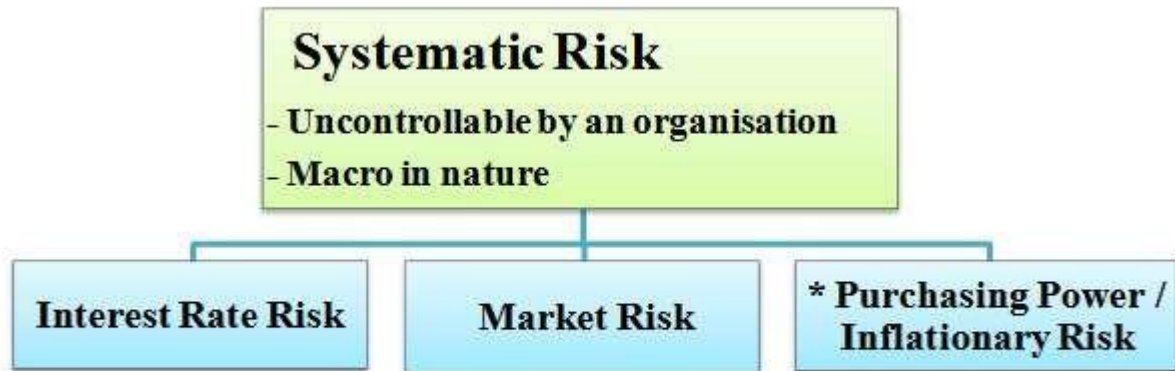 Systematic Risk
- Uncontrollable by an organisation
- Macro in nature
Interest Rate Risk
Market Risk
* Purchasing Power /
Inflationary Risk